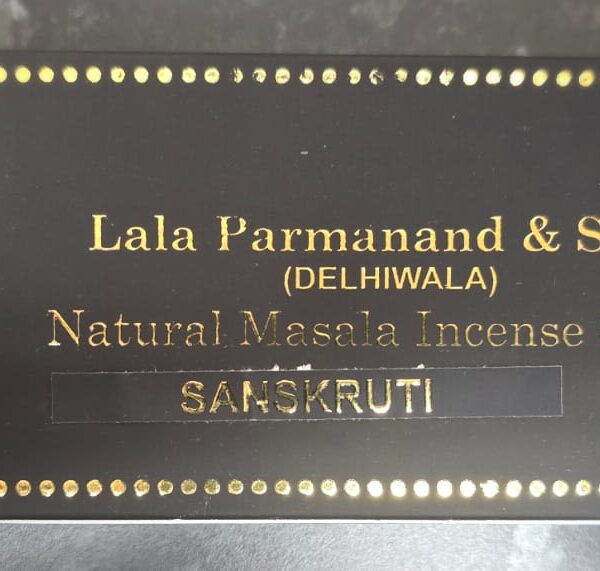 Lala Parmanand & S
(DELHIWALA)
Natural Masala Incense
SANSKRUTI